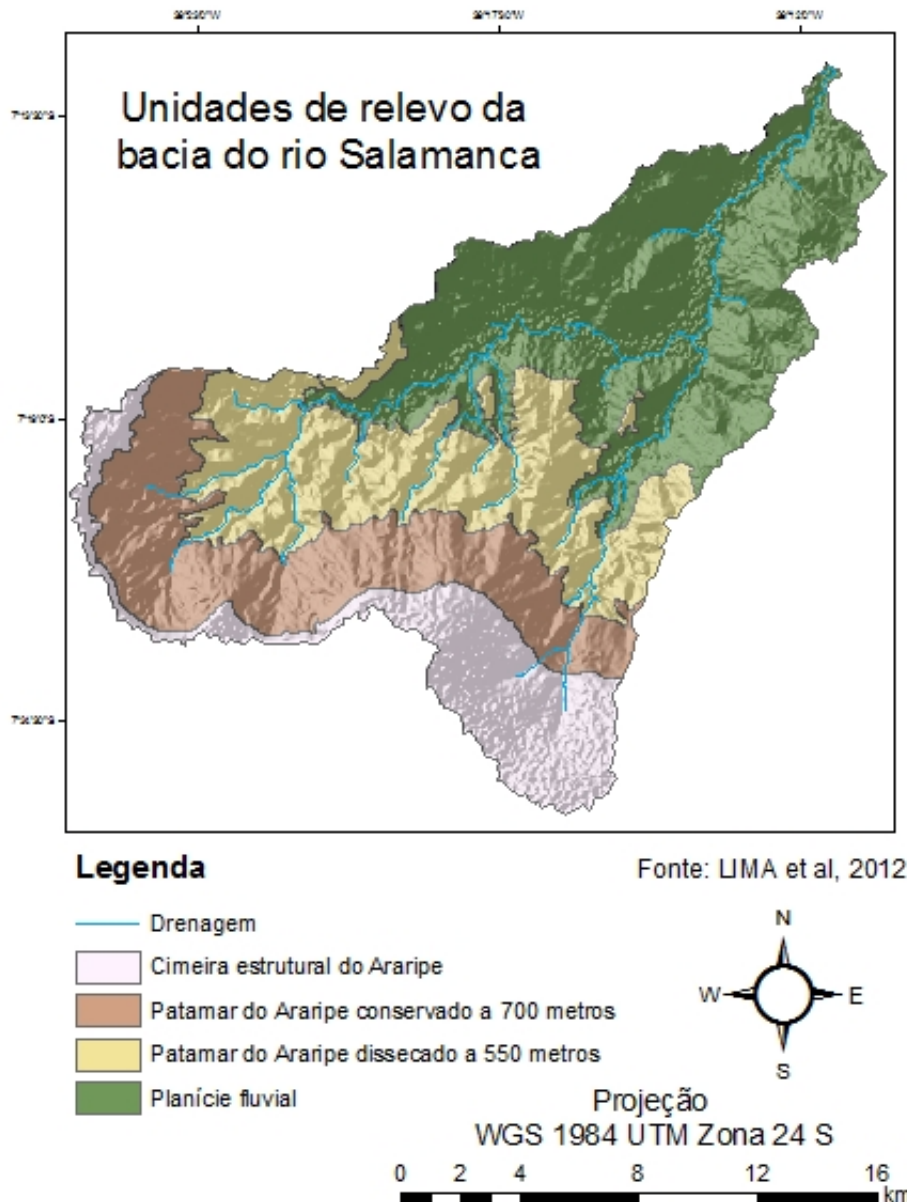 Unidades de relevo da
bacia do rio Salamanca
Legenda
Fonte: LIMA et al, 2012
Drenagem
Cimeira estrutural do Araripe
Patamar do Araripe conservado a 700 metros
Patamar do Araripe dissecado a 550 metros
Planície fluvial
N
W
E
S
Projeção
WGS 1984 UTM Zona 24 S
0 2 4 8 12 16
km